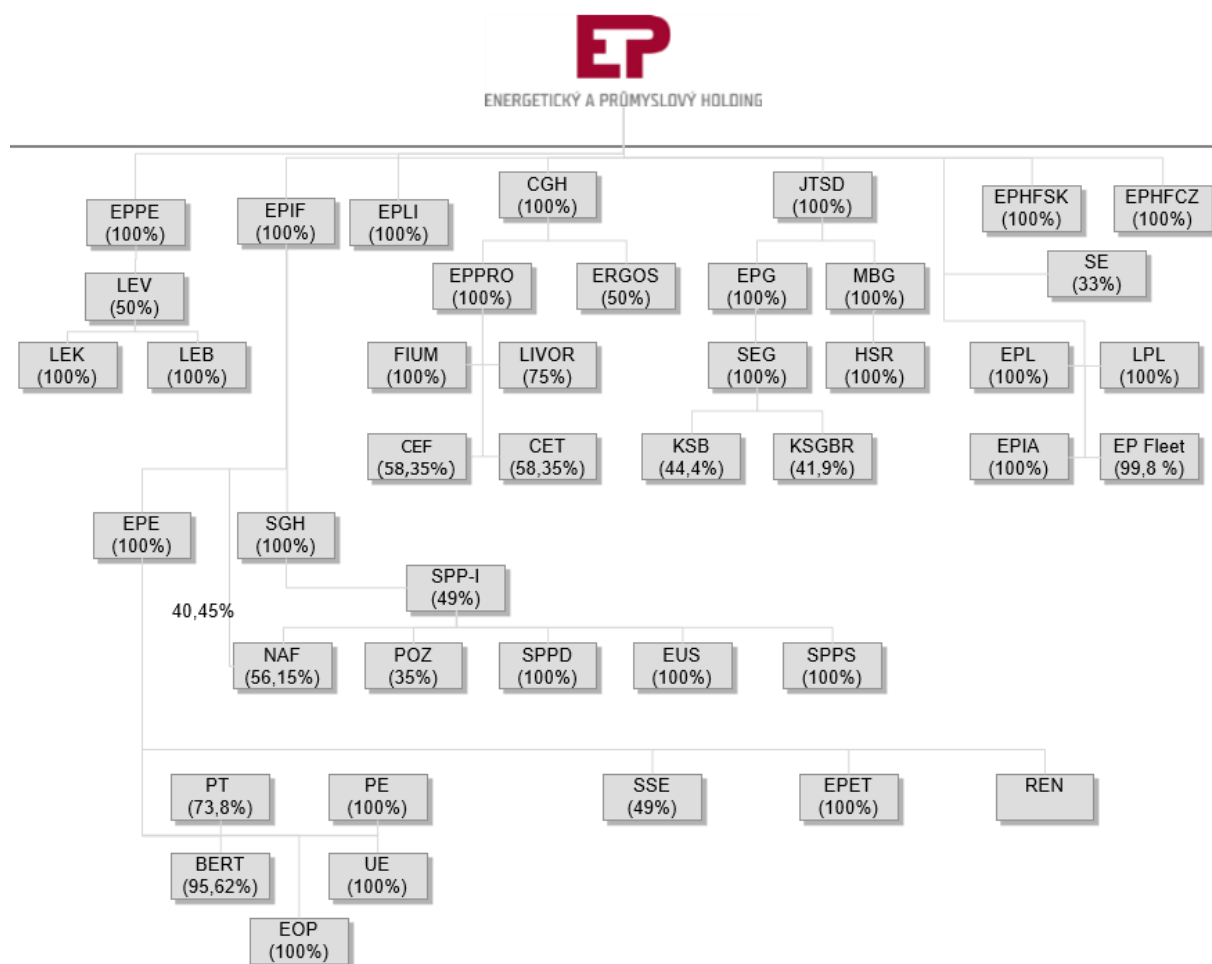 EP
ENERGETICKÝ A PRŮMYSLOVÝ HOLDING
EPPE
(100%)
EPIF
(100%)
EPLI
(100%)
CGH
(100%)
JTSD
(100%)
EPHFSK
(100%)
EPHFCZ
(100%)
LEV
(50%)
EPPRO
(100%)
ERGOS
(50%)
EPG
(100%)
MBG
(100%)
SE
(33%)
LEK
(100%)
LEB
(100%)
FIUM
(100%)
LIVOR
(75%)
SEG
(100%)
HSR
(100%)
EPL
(100%)
LPL
(100%)
CEF
(58,35%)
CET
(58,35%)
KSB
(44,4%)
KSGBR
(41,9%)
EPIA
(100%)
EP Fleet
(99,8 %)
EPE
(100%)
SGH
(100%)
SPP-I
(49%)
40,45%
NAF
(56,15%)
POZ
(35%)
SPPD
(100%)
EUS
(100%)
SPPS
(100%)
PT
(73,8%)
PE
(100%)
SSE
(49%)
EPET
(100%)
REN
BERT
(95,62%)
UE
(100%)
EOP
(100%)